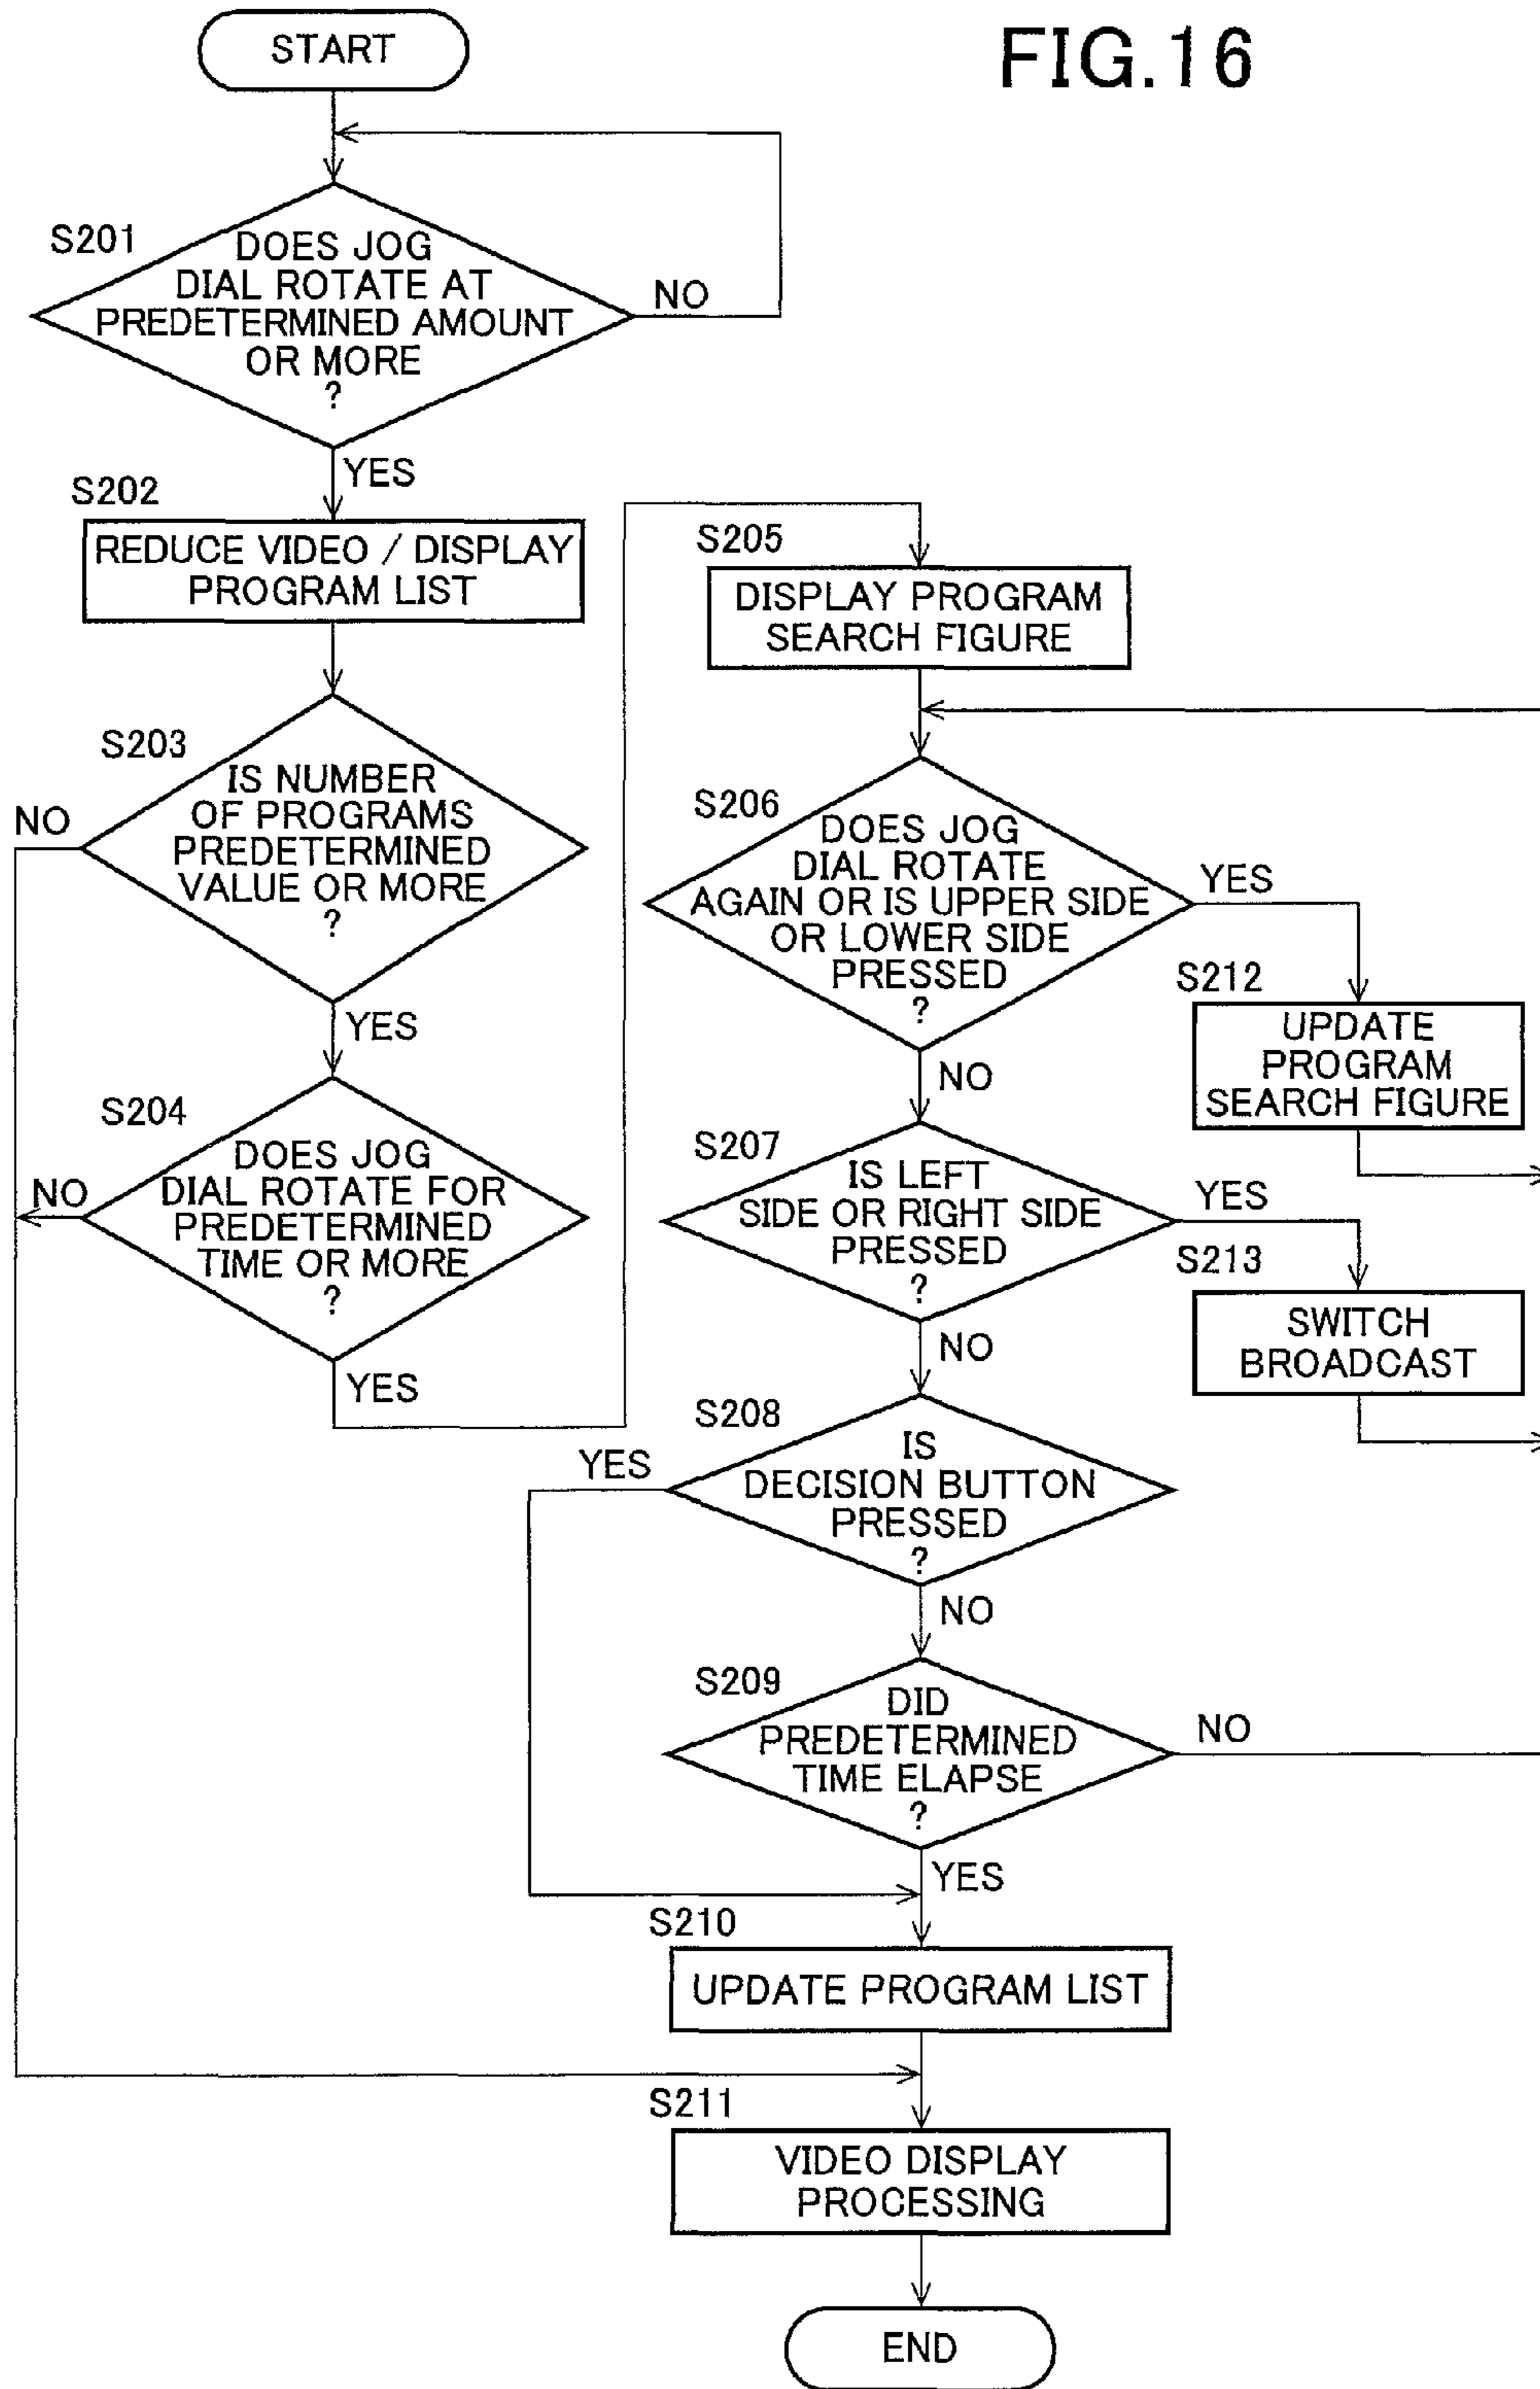 FIG.16
START
S201
DOES JOG
DIAL ROTATE AT
PREDETERMINED AMOUNT
OR MORE
?
NO
YES
S202
REDUCE VIDEO / DISPLAY
PROGRAM LIST
S203
IS NUMBER
OF PROGRAMS
PREDETERMINED
VALUE OR MORE
?
NO
YES
S204
DOES JOG
DIAL ROTATE FOR
PREDETERMINED
TIME OR MORE
?
NO
YES
S205
DISPLAY PROGRAM
SEARCH FIGURE
S206
DOES JOG
DIAL ROTATE
AGAIN OR IS UPPER SIDE
OR LOWER SIDE
PRESSED
?
YES
S212
UPDATE
PROGRAM
SEARCH FIGURE
NO
S207
IS LEFT
SIDE OR RIGHT SIDE
PRESSED
?
YES
S213
SWITCH
BROADCAST
NO
S208
IS
DECISION BUTTON
PRESSED
?
YES
NO
S209
DID
PREDETERMINED
TIME ELAPSE
?
NO
YES
S210
UPDATE PROGRAM LIST
S211
VIDEO DISPLAY
PROCESSING
END